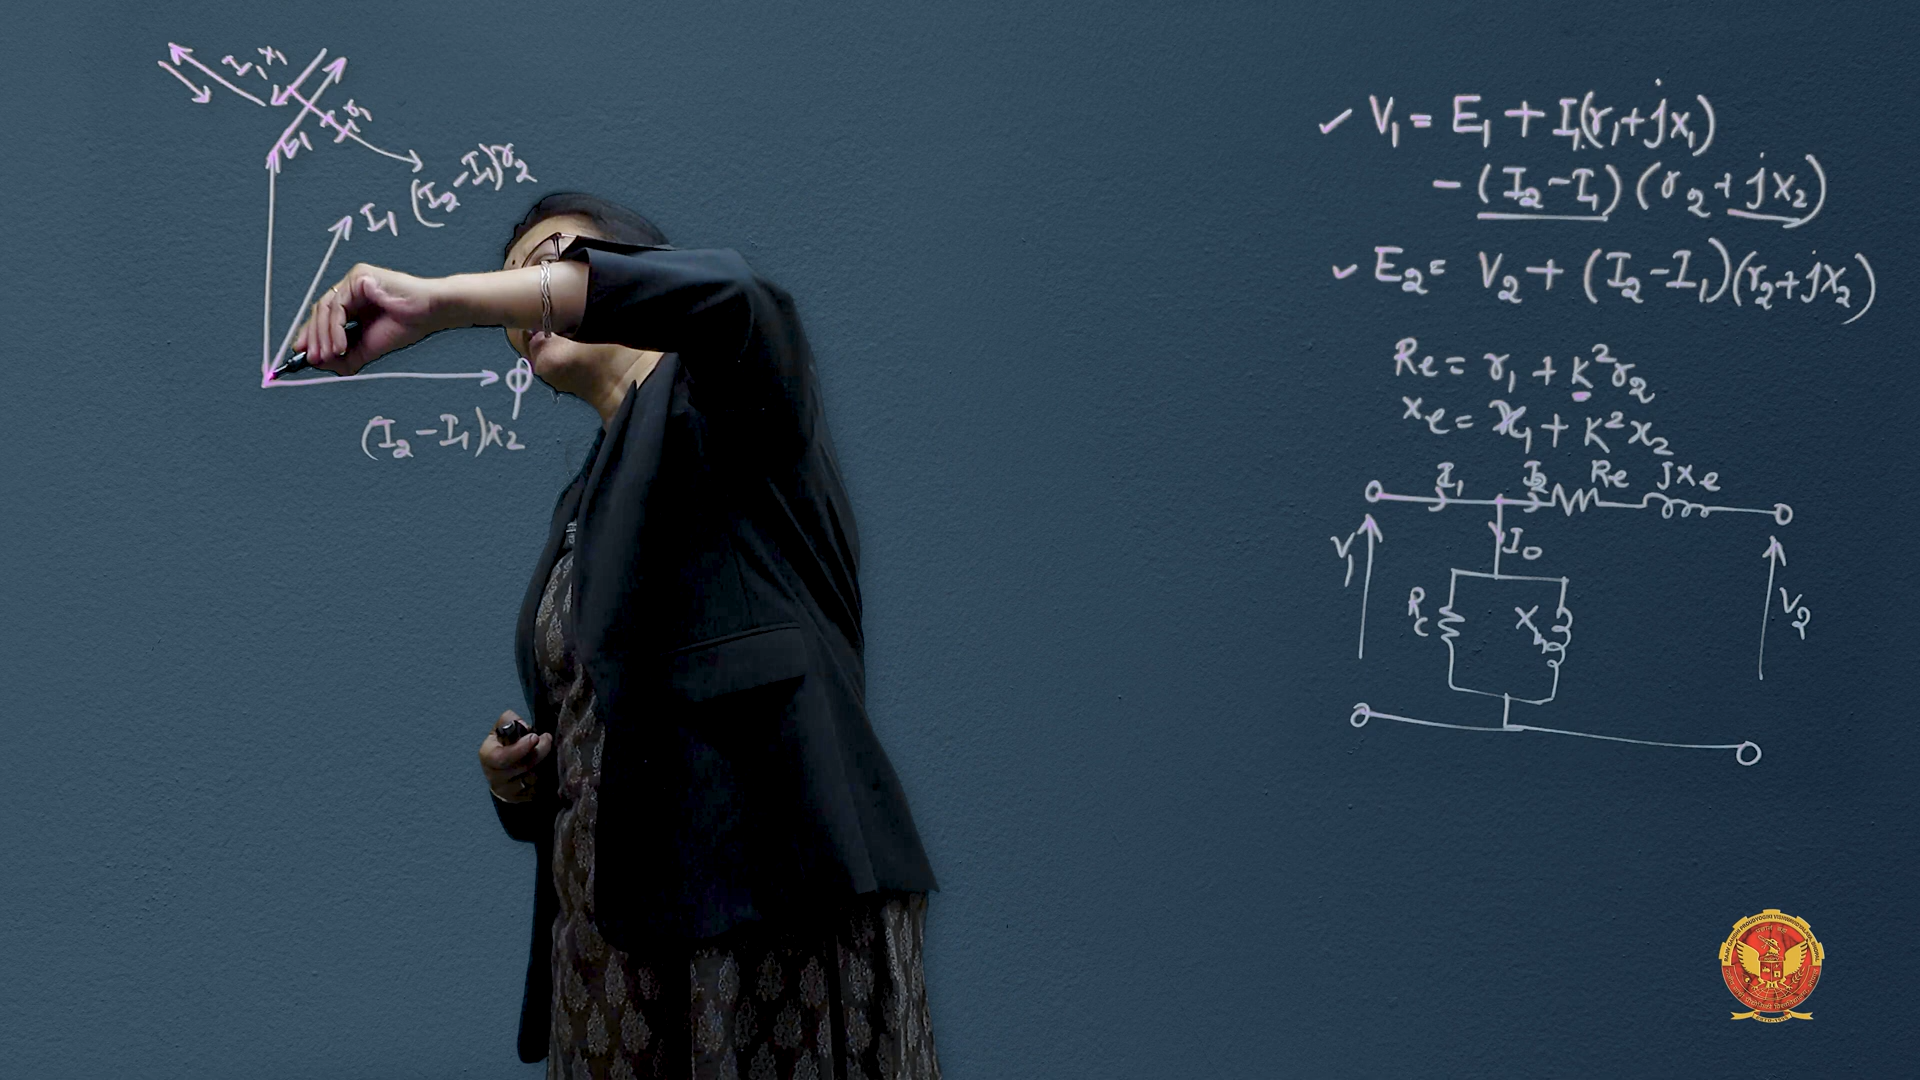 I₁x₁
E₁
I₁r₁
(I₂-I₁)r₂
I₁
ϕ
(I₂-I₁)x₂
✓ V₁ = E₁ + I₁(r₁+jx₁)
- (I₂-I₁) (r₂+jx₂)
✓ E₂= V₂ + (I₂-I₁)(r₂+jx₂)
Re = r₁ + K²r₂
xe = x₁ + K²x₂
I₁ I₂ Re jxe
V₁ I₀
Rc Xm V₂